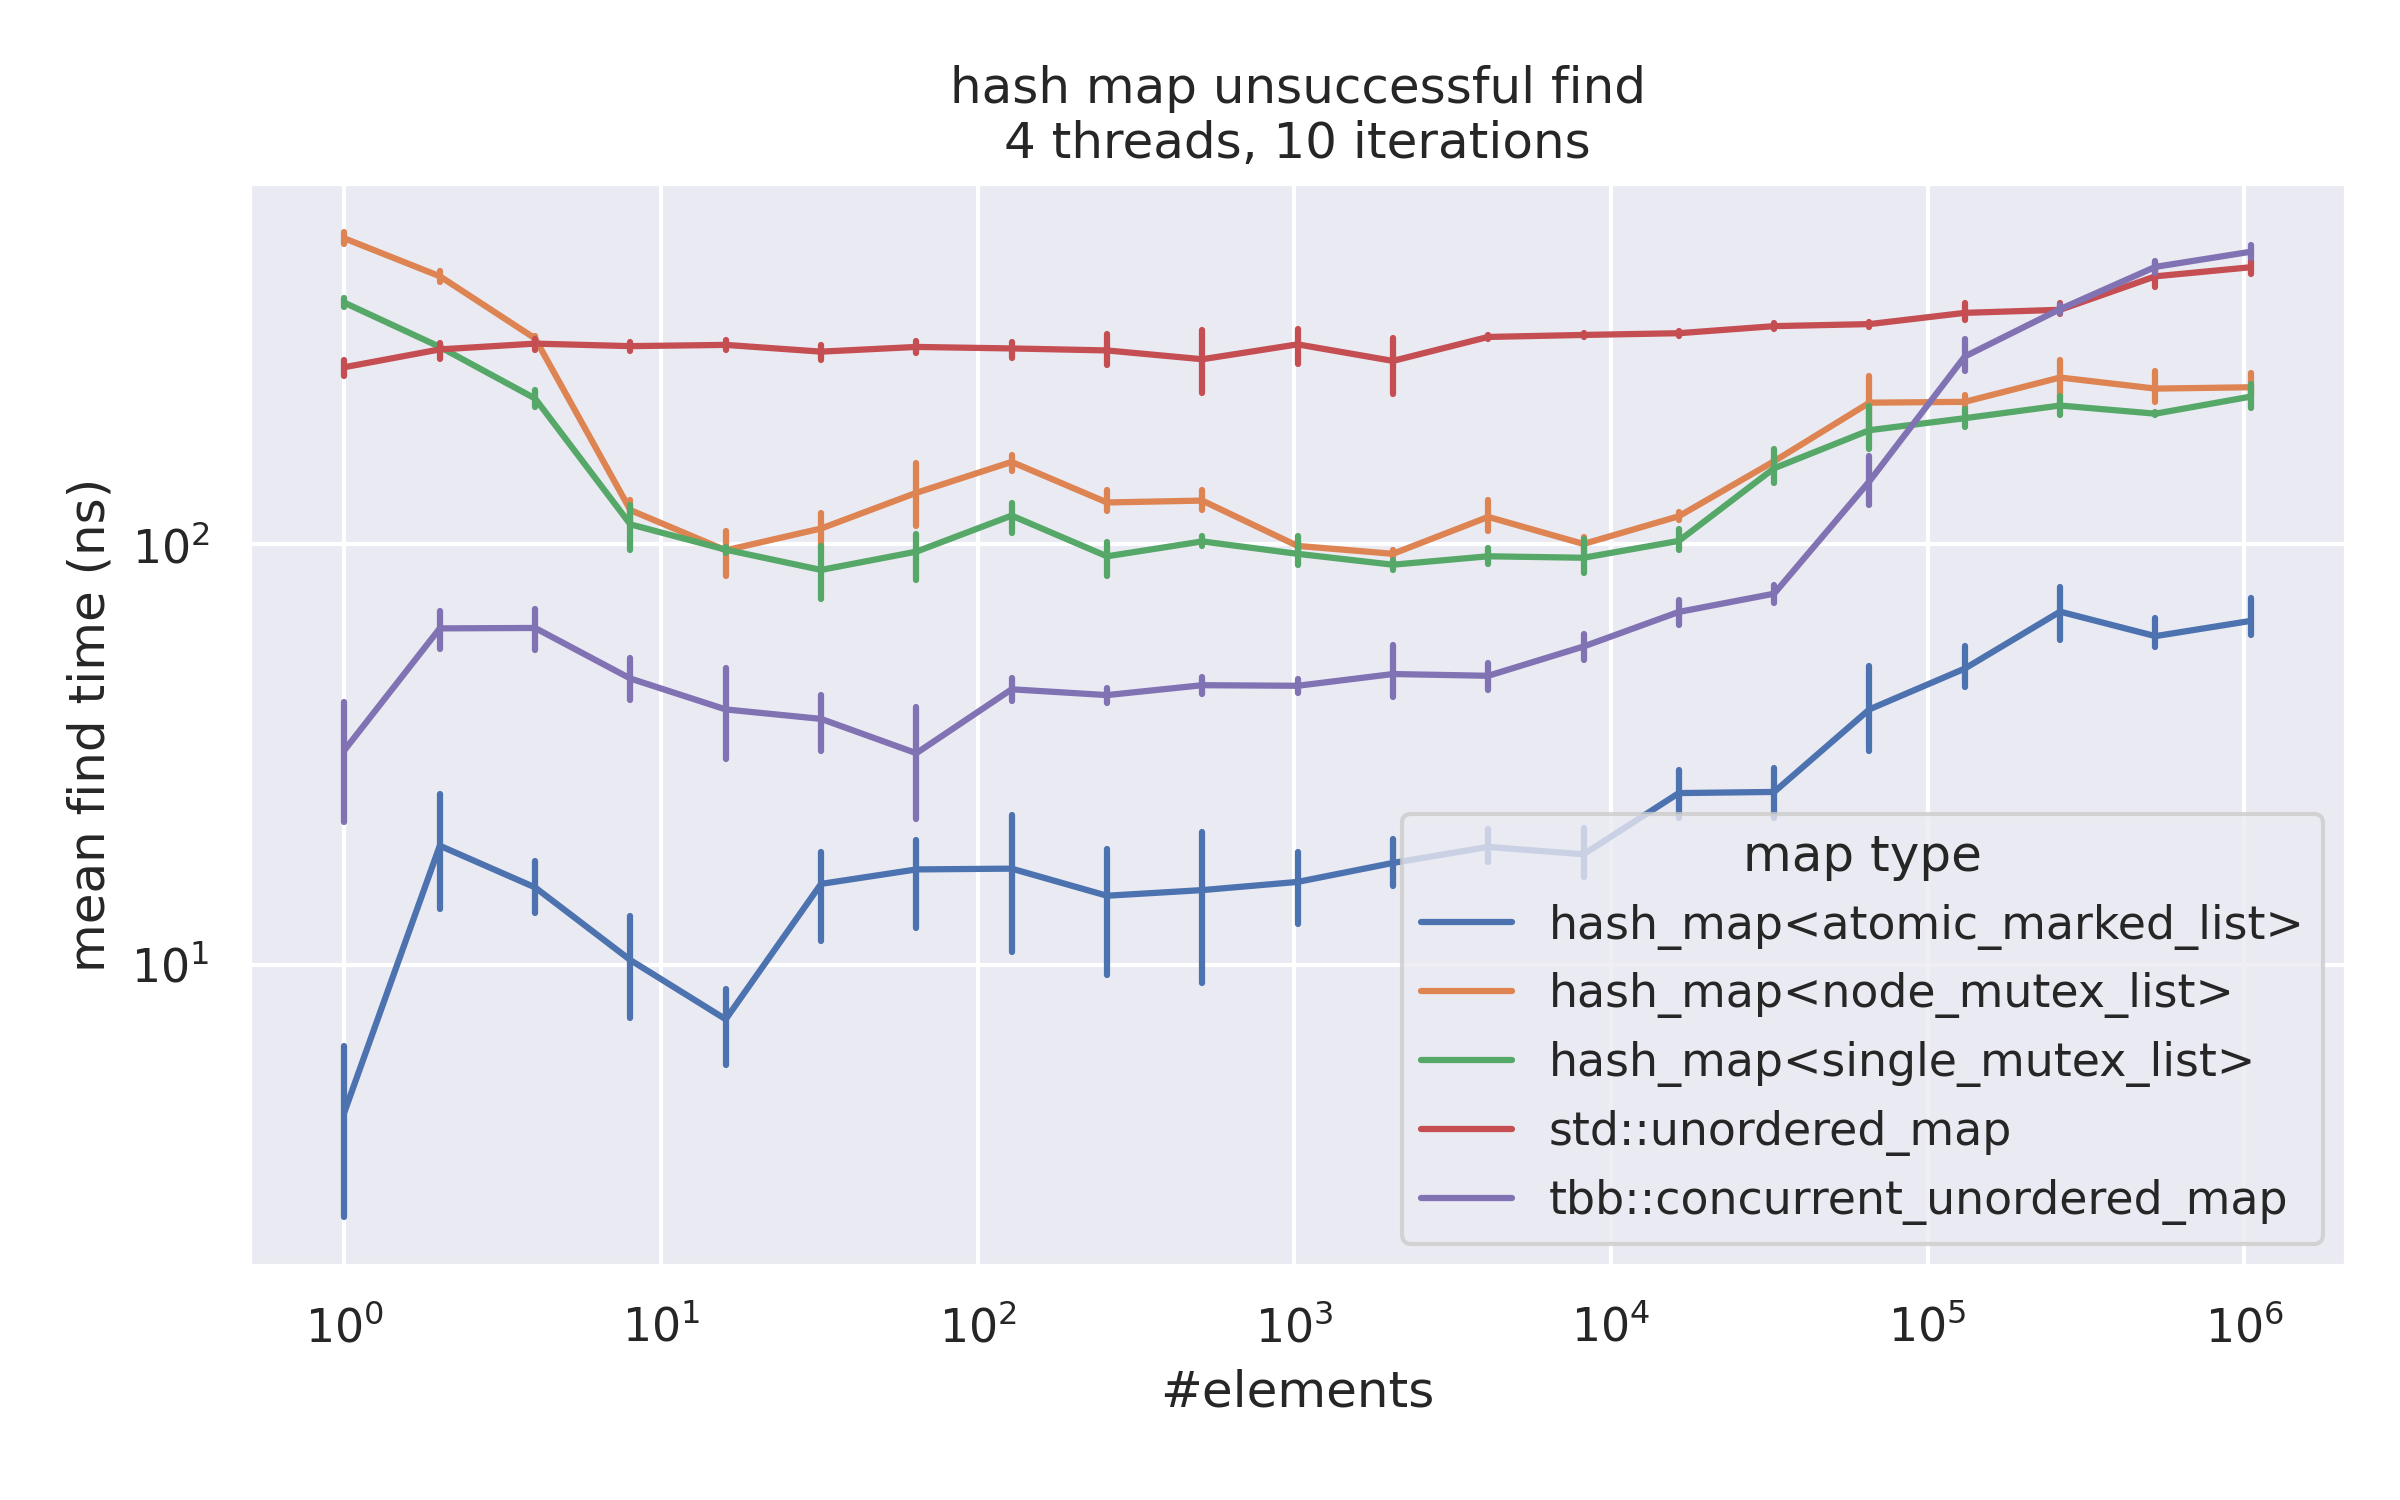 hash map unsuccessful find
4 threads, 10 iterations
mean find time (ns)
10²
10¹
10⁰ 10¹ 10² 10³ 10⁴ 10⁵ 10⁶
#elements
map type
hash_map<atomic_marked_list>
hash_map<node_mutex_list>
hash_map<single_mutex_list>
std::unordered_map
tbb::concurrent_unordered_map